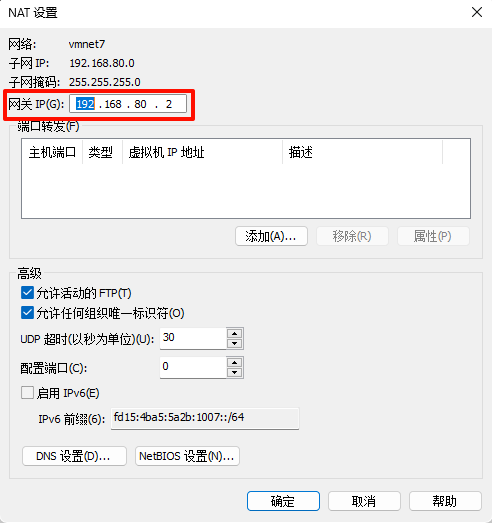 NAT 设置
网络: vmnet7
子网 IP: 192.168.80.0
子网掩码: 255.255.255.0
网关 IP(G): 192 . 168 . 80 . 2
端口转发(F)
主机端口 类型 虚拟机 IP 地址 描述
添加(A)... 移除(R) 属性(P)
高级
允许活动的 FTP(T)
允许任何组织唯一标识符(O)
UDP 超时(以秒为单位)(U): 30
配置端口(C): 0
启用 IPv6(E)
IPv6 前缀(6): fd15:4ba5:5a2b:1007::/64
DNS 设置(D)... NetBIOS 设置(N)...
确定 取消 帮助